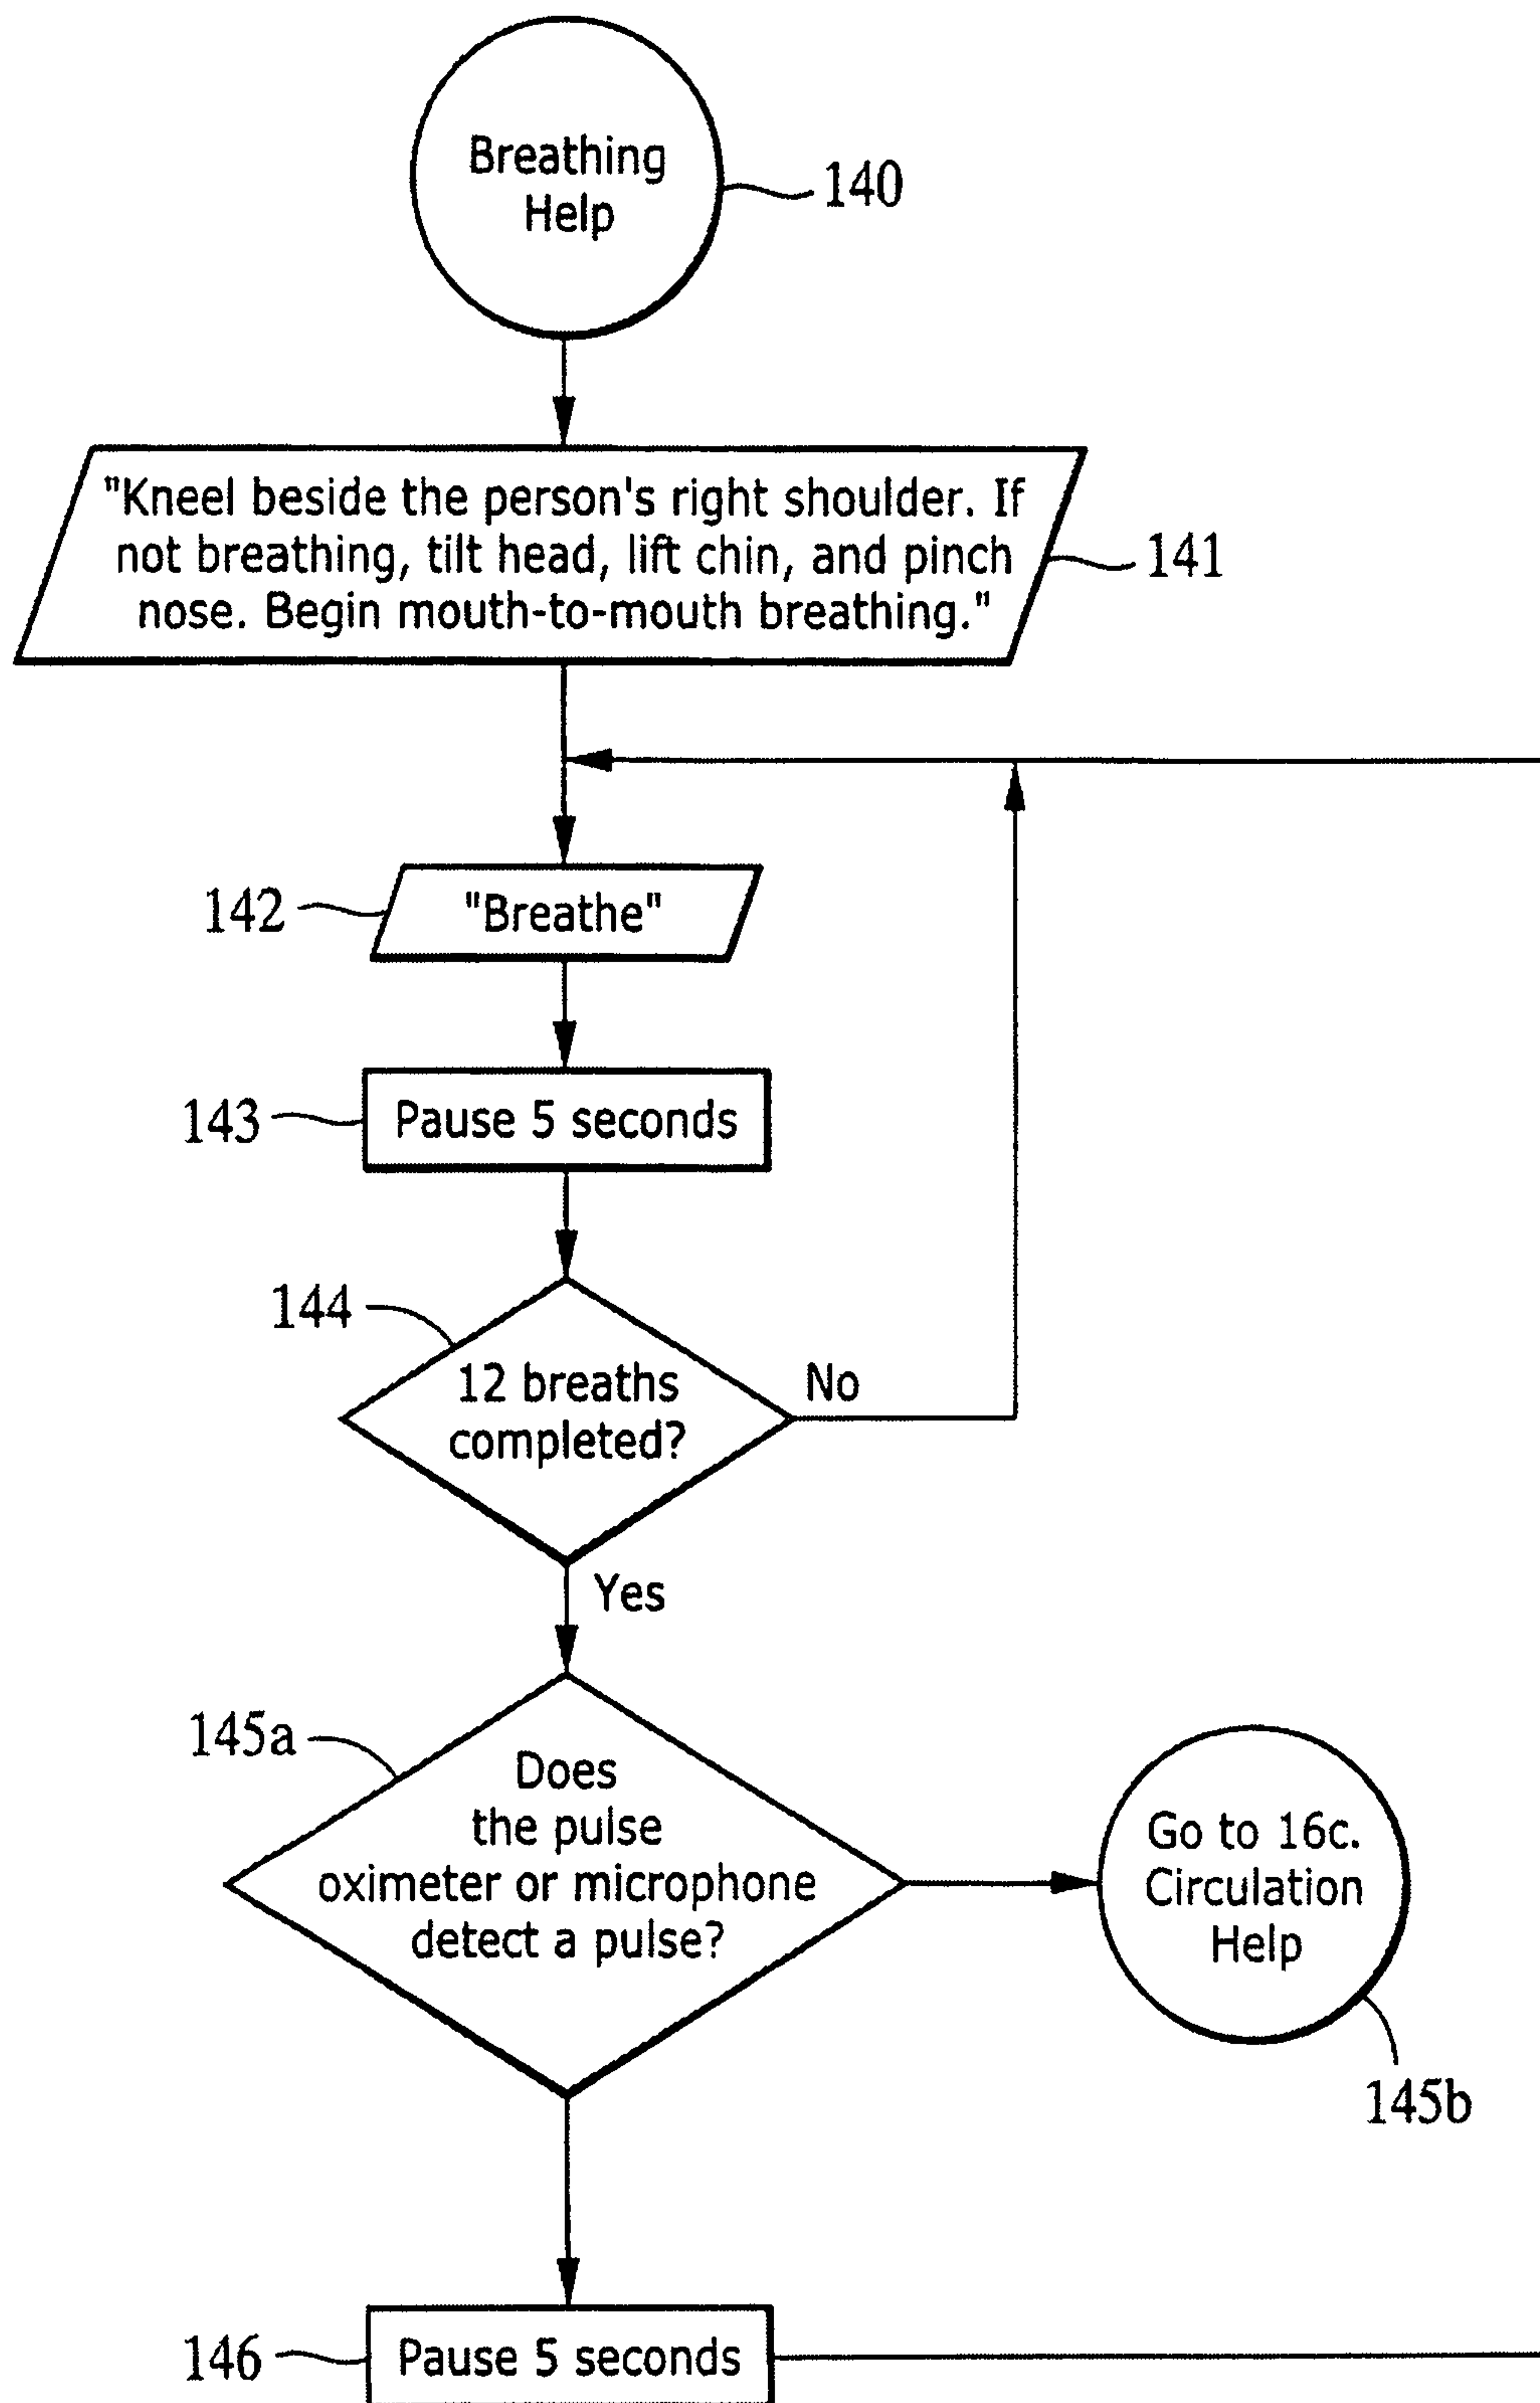 Breathing
Help
140
"Kneel beside the person's right shoulder. If
not breathing, tilt head, lift chin, and pinch
nose. Begin mouth-to-mouth breathing."
141
142
"Breathe"
143
Pause 5 seconds
144
12 breaths
completed?
No
Yes
145a
Does
the pulse
oximeter or microphone
detect a pulse?
Go to 16c.
Circulation
Help
145b
146
Pause 5 seconds